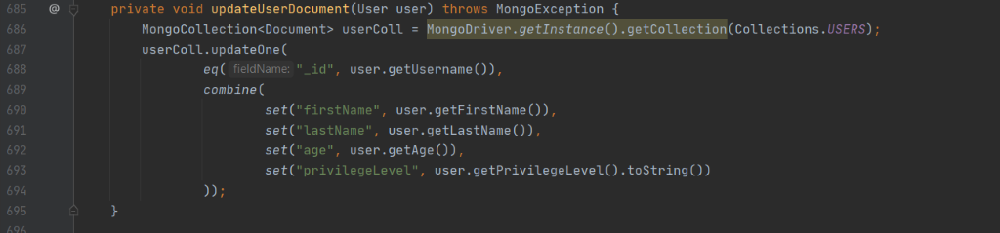 685 @ private void updateUserDocument(User user) throws MongoException {
686 MongoCollection<Document> userColl = MongoDriver.getInstance().getCollection(Collections.USERS);
687 userColl.updateOne(
688 eq( fieldName: "_id", user.getUsername()),
689 combine(
690 set("firstName", user.getFirstName()),
691 set("lastName", user.getLastName()),
692 set("age", user.getAge()),
693 set("privilegeLevel", user.getPrivilegeLevel().toString())
694 ));
695 }
696